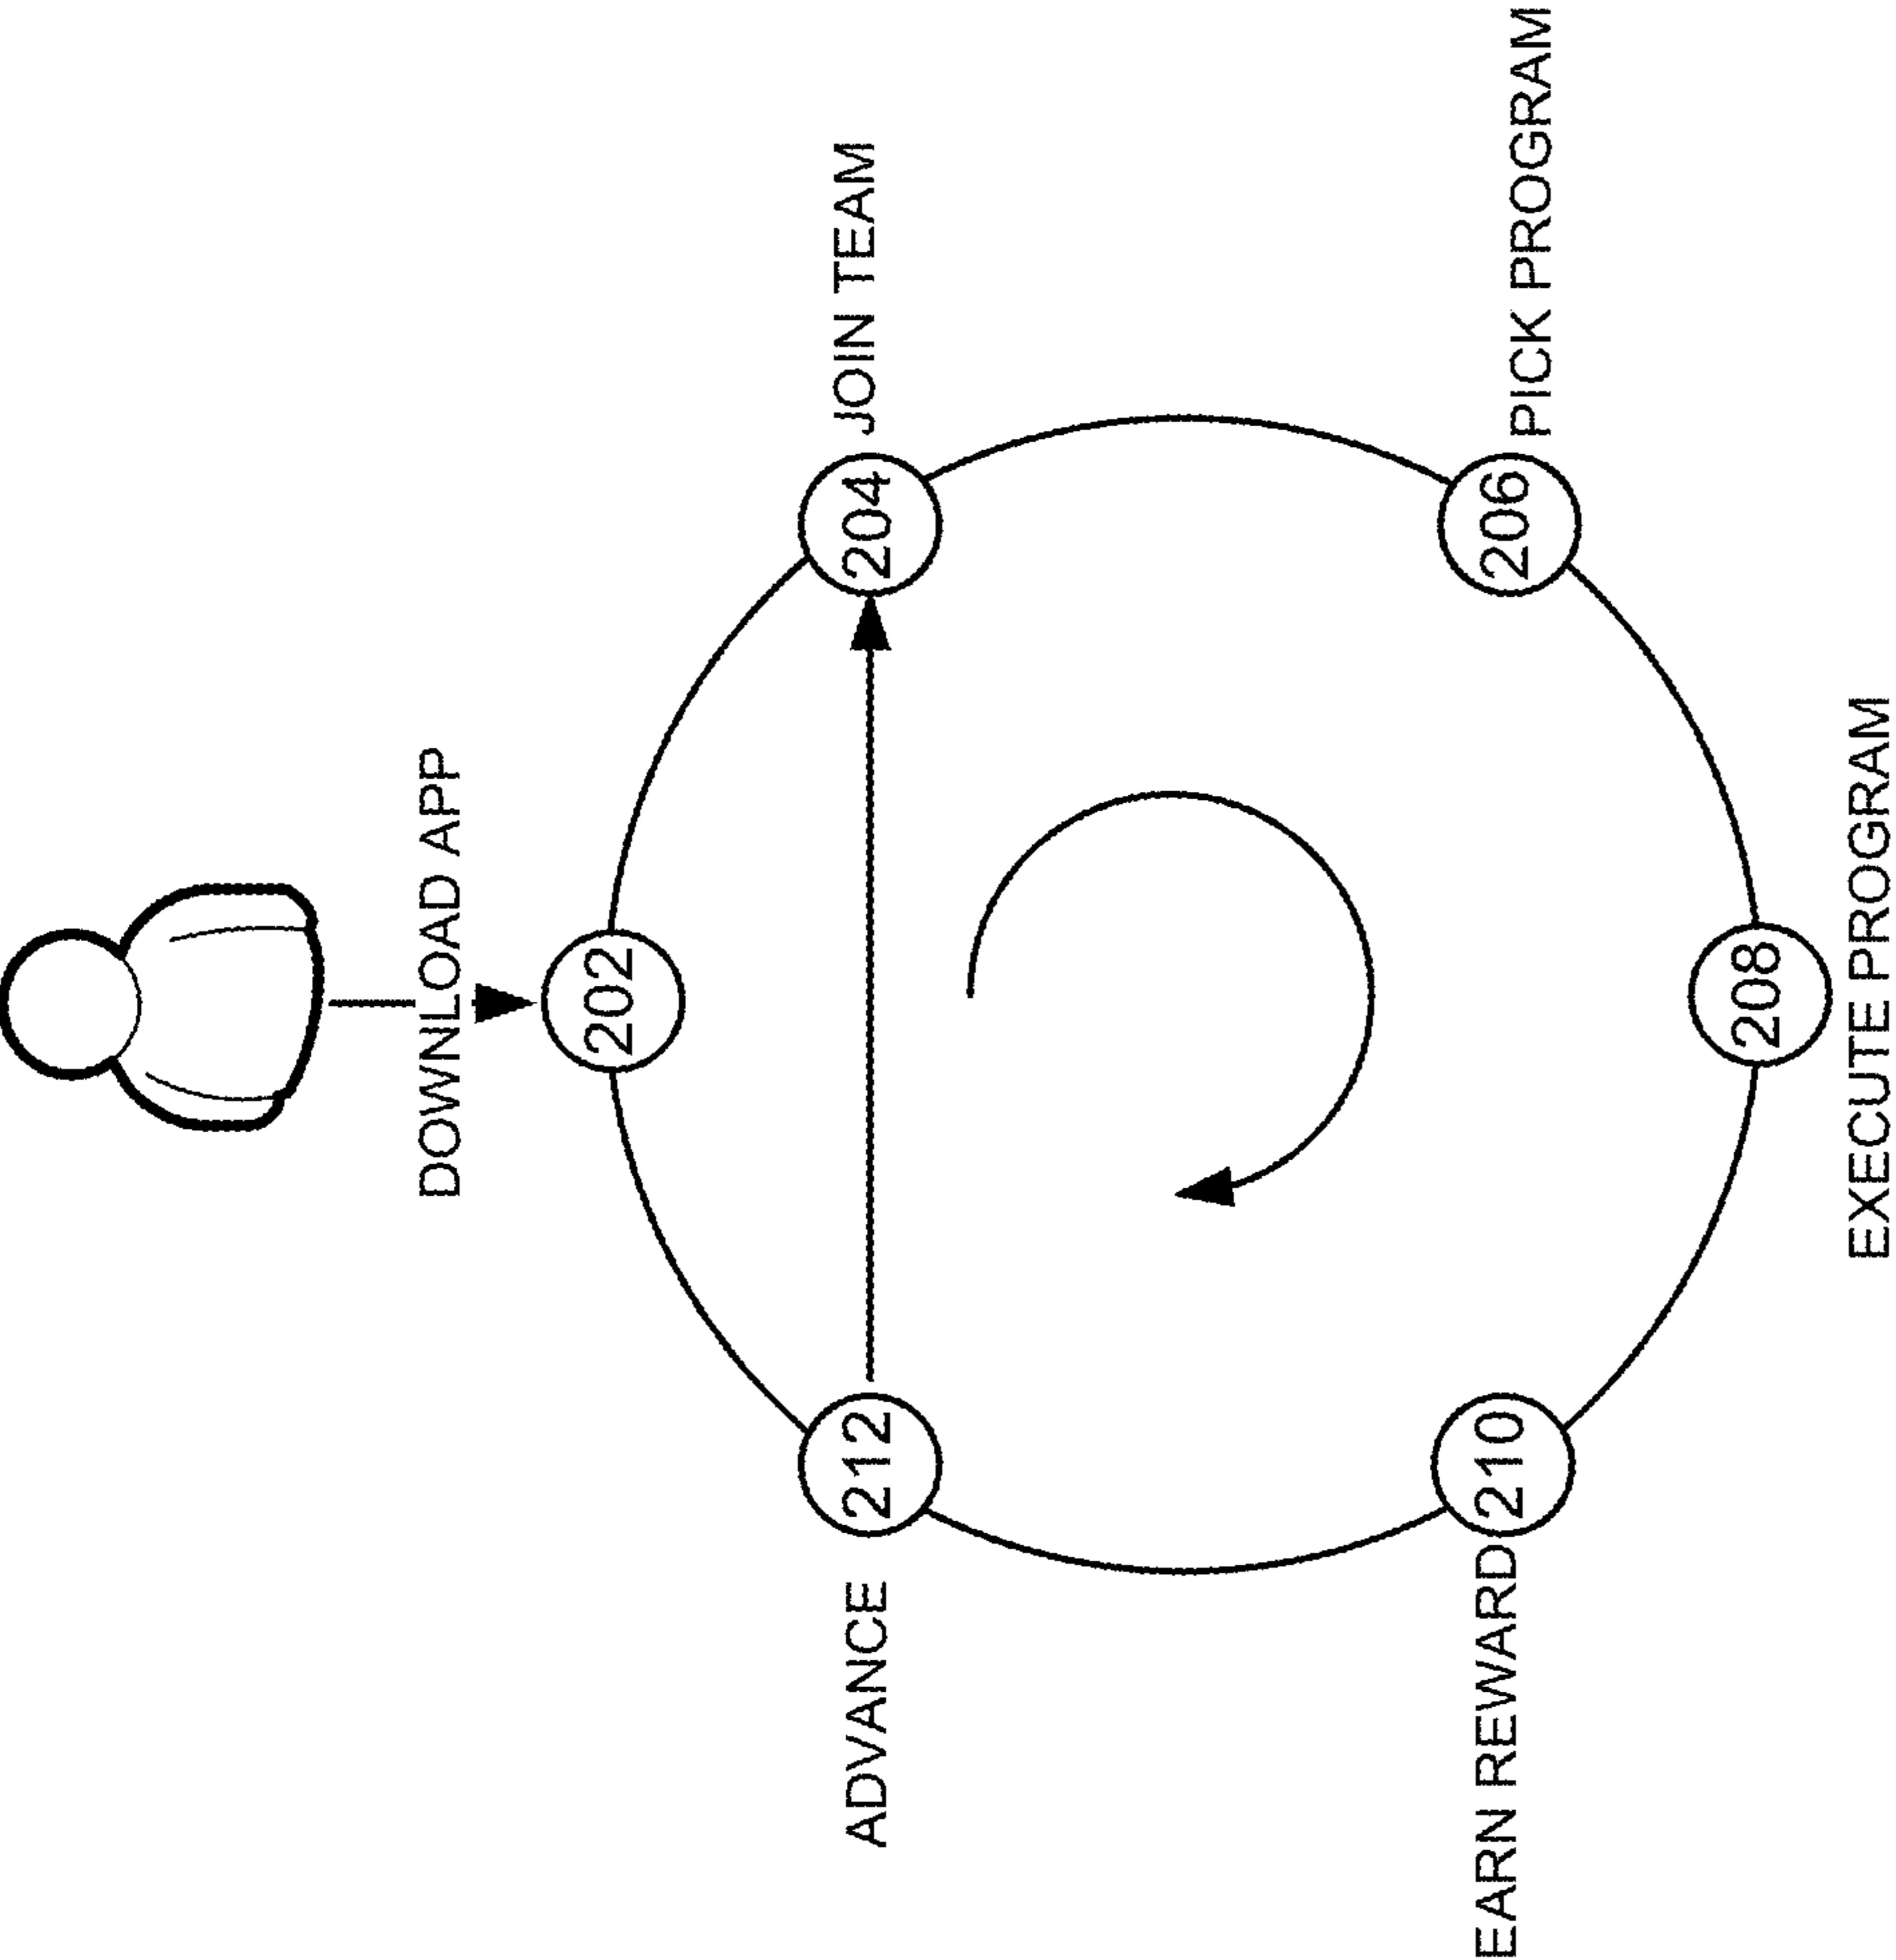 DOWNLOAD APP
202
204
JOIN TEAM
206
PICK PROGRAM
208
EXECUTE PROGRAM
210
EARN REWARD
212
ADVANCE